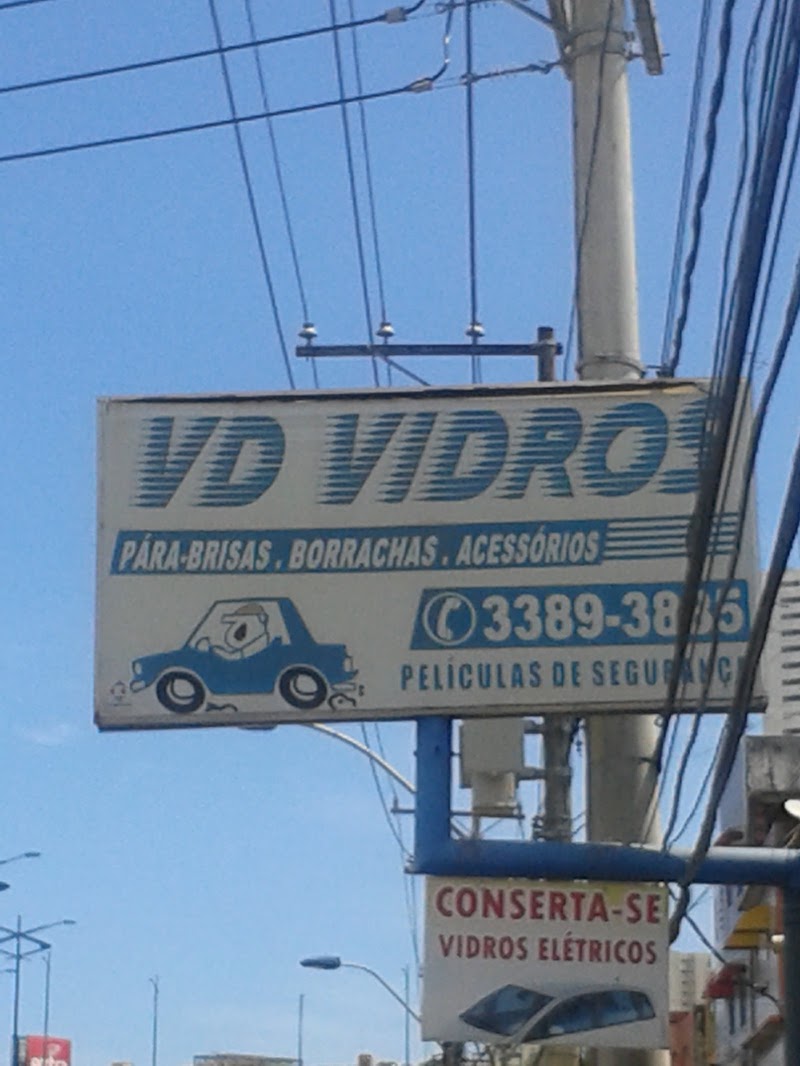 VD VIDROS
PÁRA-BRISAS . BORRACHAS . ACESSÓRIOS
PELÍCULAS DE SEGURANÇA
CONSERTA-SE
VIDROS ELÉTRICOS